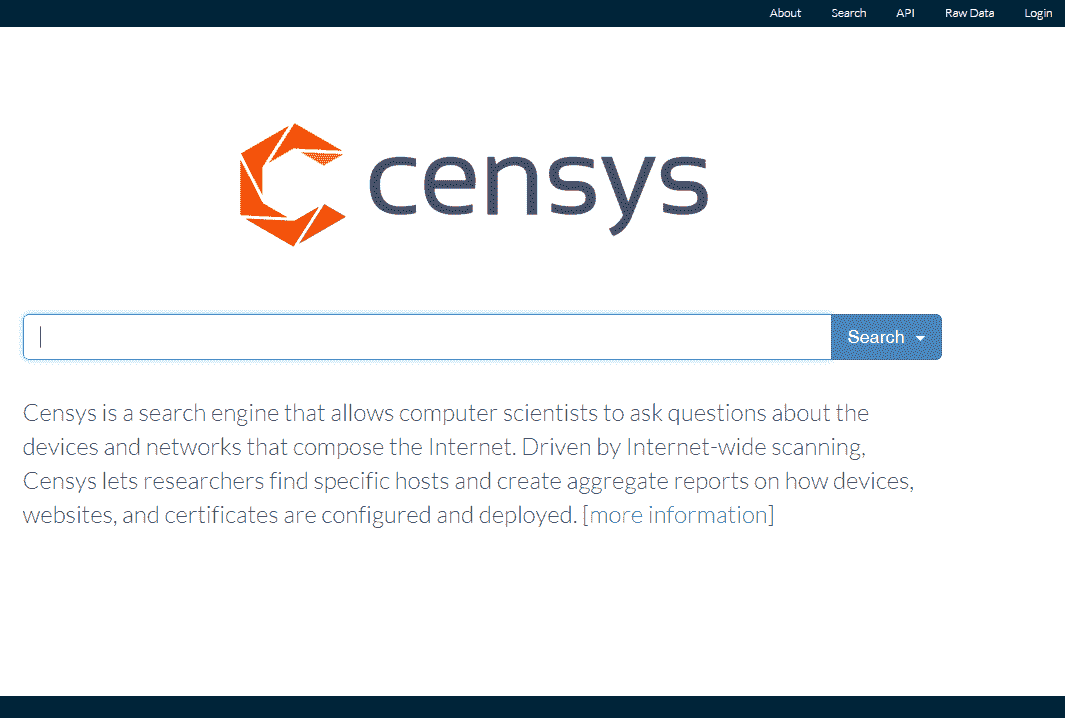 About Search API Raw Data Login
censys
Search
Censys is a search engine that allows computer scientists to ask questions about the
devices and networks that compose the Internet. Driven by Internet-wide scanning,
Censys lets researchers find specific hosts and create aggregate reports on how devices,
websites, and certificates are configured and deployed. [more information]